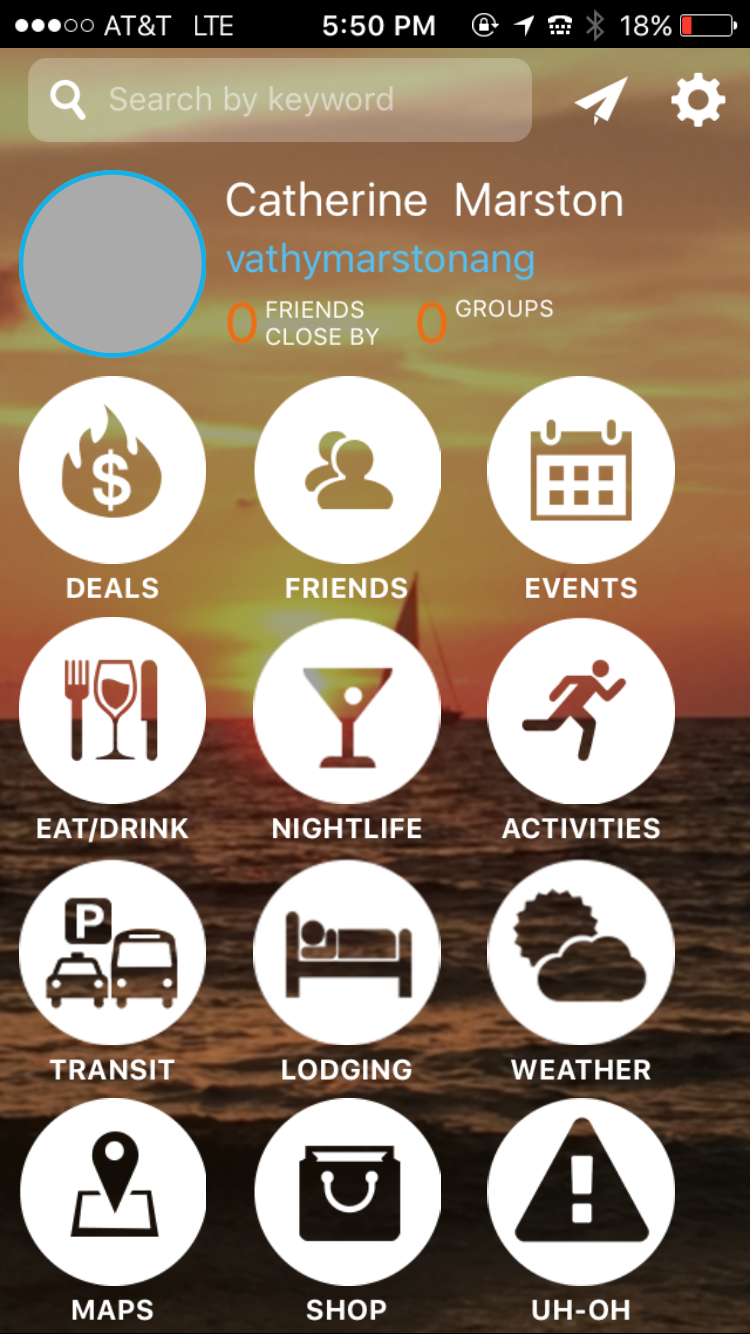 AT&T LTE 5:50 PM 18%
Search by keyword
Catherine Marston
vathymarstonang
0 FRIENDS CLOSE BY 0 GROUPS
$
DEALS FRIENDS EVENTS
EAT/DRINK NIGHTLIFE ACTIVITIES
P
TRANSIT LODGING WEATHER
!
MAPS SHOP UH-OH